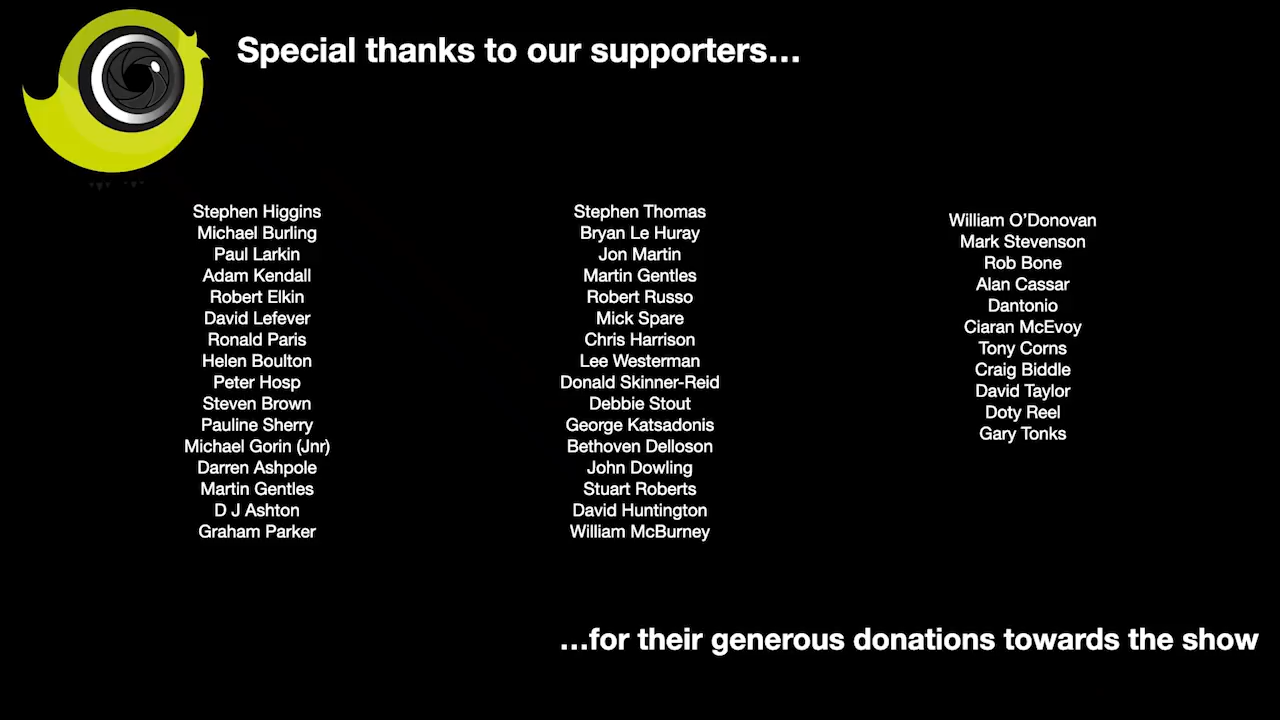 Special thanks to our supporters...
Stephen Higgins
Michael Burling
Paul Larkin
Adam Kendall
Robert Elkin
David Lefever
Ronald Paris
Helen Boulton
Peter Hosp
Steven Brown
Pauline Sherry
Michael Gorin (Jnr)
Darren Ashpole
Martin Gentles
D J Ashton
Graham Parker
Stephen Thomas
Bryan Le Huray
Jon Martin
Martin Gentles
Robert Russo
Mick Spare
Chris Harrison
Lee Westerman
Donald Skinner-Reid
Debbie Stout
George Katsadonis
Bethoven Delloson
John Dowling
Stuart Roberts
David Huntington
William McBurney
William O’Donovan
Mark Stevenson
Rob Bone
Alan Cassar
Dantonio
Ciaran McEvoy
Tony Corns
Craig Biddle
David Taylor
Doty Reel
Gary Tonks
...for their generous donations towards the show